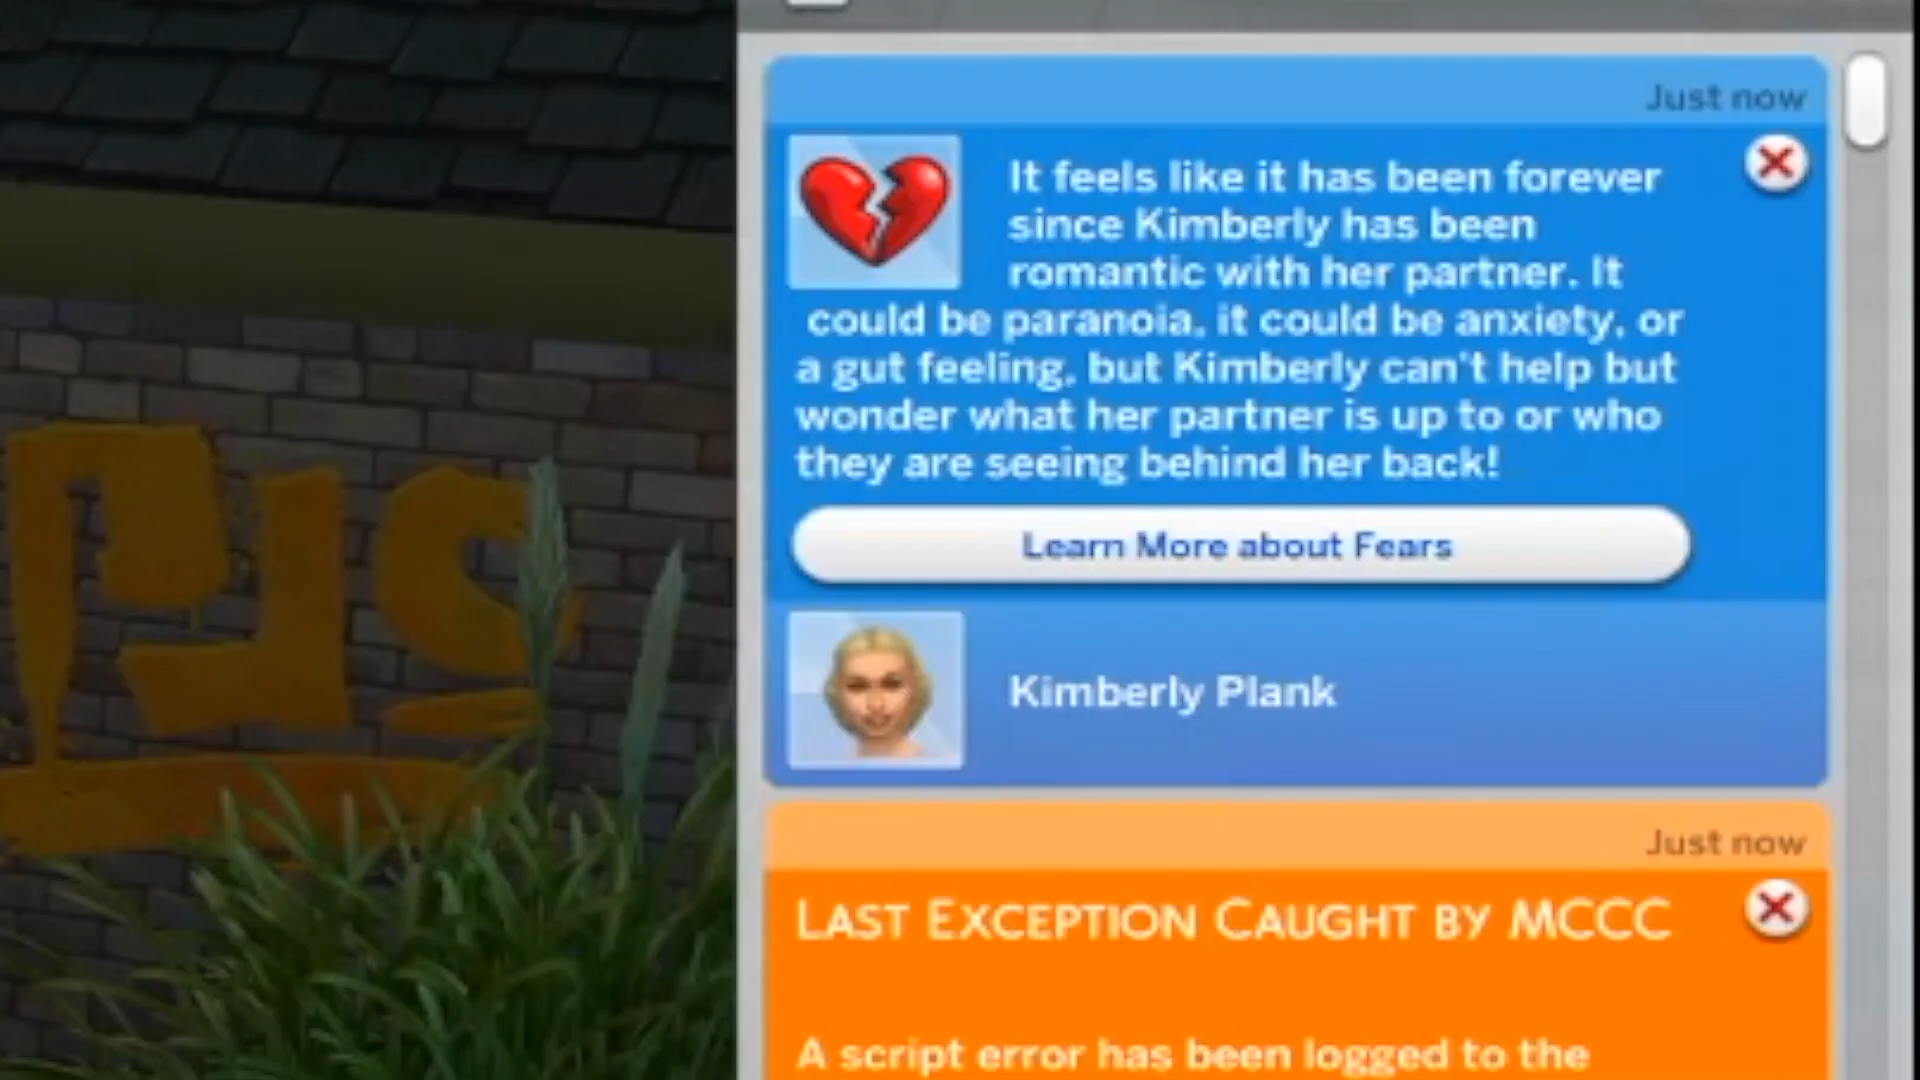 Just now
It feels like it has been forever
since Kimberly has been
romantic with her partner. It
could be paranoia, it could be anxiety, or
a gut feeling, but Kimberly can't help but
wonder what her partner is up to or who
they are seeing behind her back!
Learn More about Fears
Kimberly Plank
Just now
LAST EXCEPTION CAUGHT BY MCCC
A script error has been logged to the